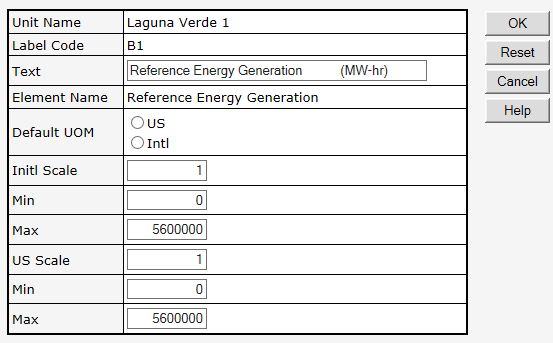 Unit Name Laguna Verde 1
Label Code B1
Text Reference Energy Generation (MW-hr)
Element Name Reference Energy Generation
Default UOM
US
Intl
Initl Scale 1
Min 0
Max 5600000
US Scale 1
Min 0
Max 5600000
OK
Reset
Cancel
Help